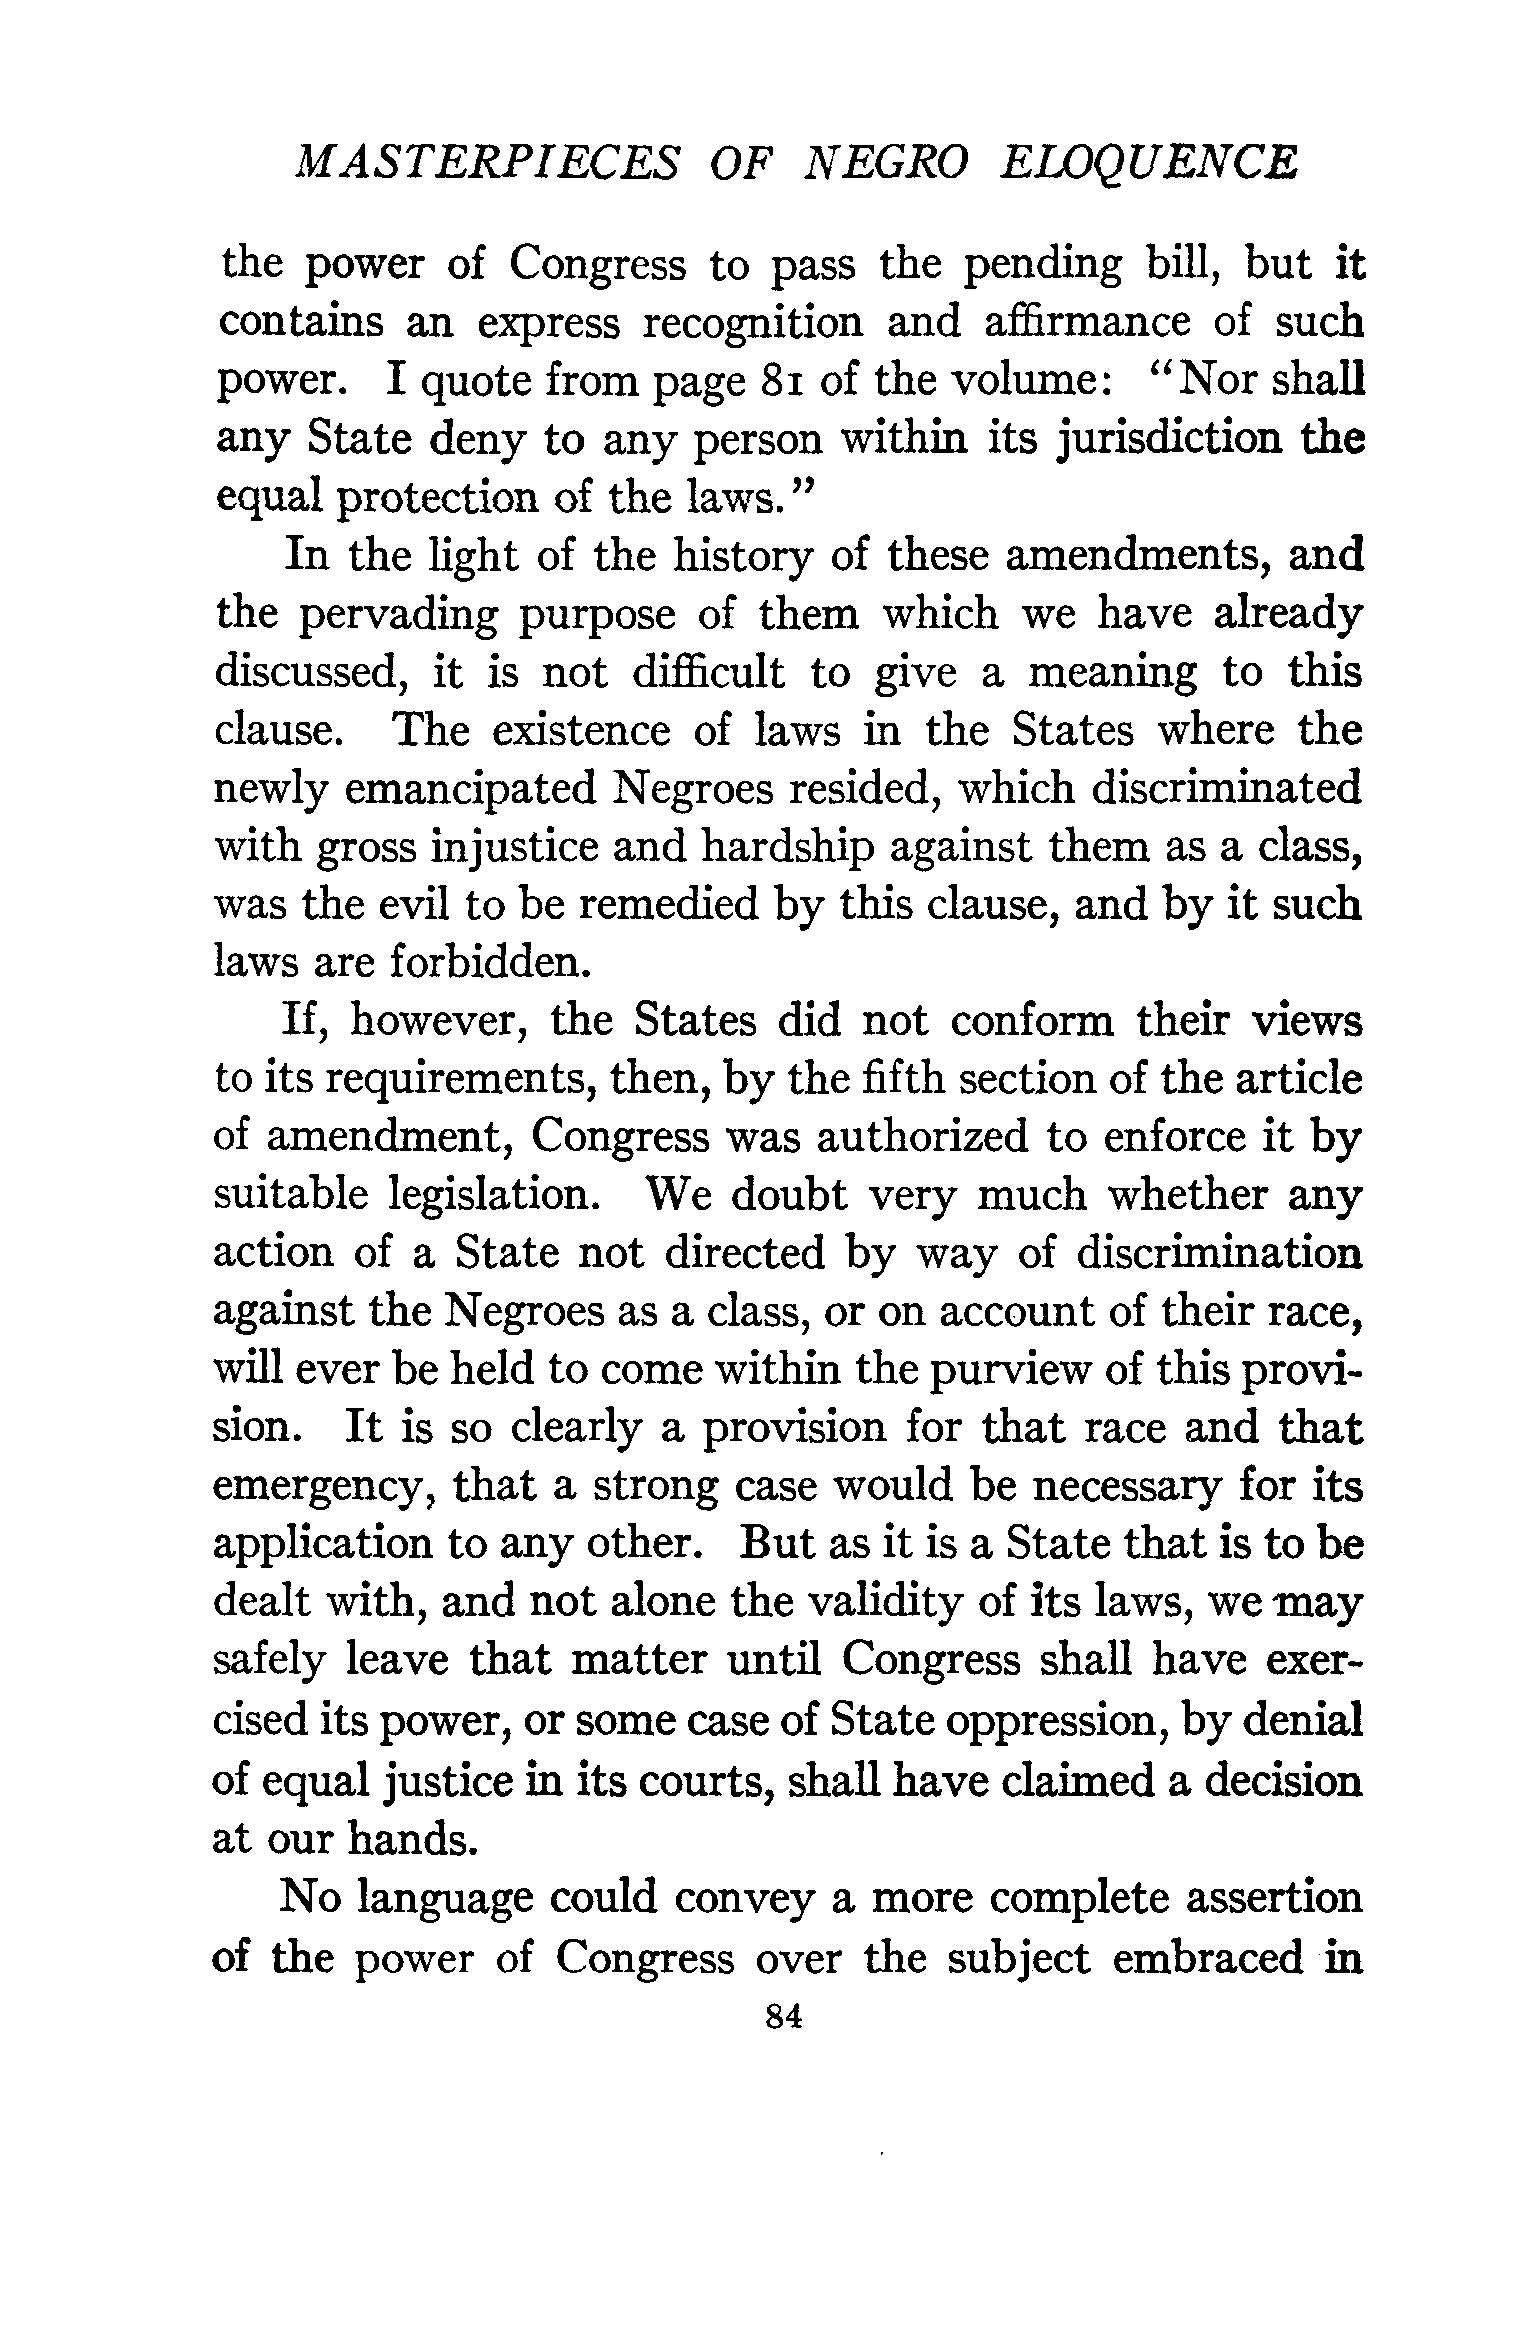 MASTERPIECES OF NEGRO ELOQUENCE
the power of Congress to pass the pending bill, but it
contains an express recognition and affirmance of such
power. I quote from page 81 of the volume: "Nor shall
any State deny to any person within its jurisdiction the
equal protection of the laws."
In the light of the history of these amendments, and
the pervading purpose of them which we have already
discussed, it is not difficult to give a meaning to this
clause. The existence of laws in the States where the
newly emancipated Negroes resided, which discriminated
with gross injustice and hardship against them as a class,
was the evil to be remedied by this clause, and by it such
laws are forbidden.
If, however, the States did not conform their views
to its requirements, then, by the fifth section of the article
of amendment, Congress was authorized to enforce it by
suitable legislation. We doubt very much whether any
action of a State not directed by way of discrimination
against the Negroes as a class, or on account of their race,
will ever be held to come within the purview of this provi-
sion. It is so clearly a provision for that race and that
emergency, that a strong case would be necessary for its
application to any other. But as it is a State that is to be
dealt with, and not alone the validity of its laws, we may
safely leave that matter until Congress shall have exer-
cised its power, or some case of State oppression, by denial
of equal justice in its courts, shall have claimed a decision
at our hands.
No language could convey a more complete assertion
of the power of Congress over the subject embraced in
84